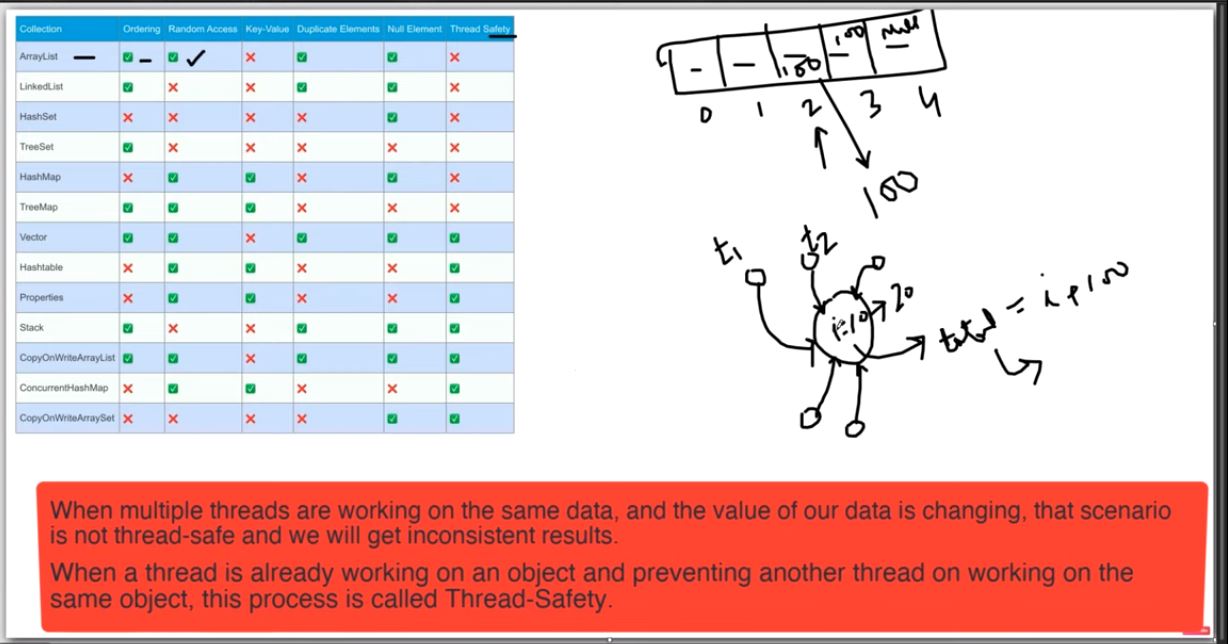 Collection Ordering Random Access Key-Value Duplicate Elements Null Element Thread Safety
ArrayList ✅ ✅ ❌ ✅ ✅ ❌
LinkedList ✅ ❌ ❌ ✅ ✅ ❌
HashSet ❌ ❌ ❌ ❌ ✅ ❌
TreeSet ✅ ❌ ❌ ❌ ❌ ❌
HashMap ❌ ✅ ✅ ❌ ✅ ❌
TreeMap ✅ ✅ ✅ ❌ ❌ ❌
Vector ✅ ✅ ❌ ✅ ✅ ✅
Hashtable ❌ ✅ ✅ ❌ ❌ ✅
Properties ❌ ✅ ✅ ❌ ❌ ✅
Stack ✅ ❌ ❌ ✅ ✅ ✅
CopyOnWriteArrayList ✅ ✅ ❌ ✅ ✅ ✅
ConcurrentHashMap ❌ ✅ ✅ ❌ ❌ ✅
CopyOnWriteArraySet ❌ ❌ ❌ ❌ ✅ ✅
- - 100 100 null
0 1 2 3 4
100
t1 t2
i=10 20
total = i+100
When multiple threads are working on the same data, and the value of our data is changing, that scenario
is not thread-safe and we will get inconsistent results.
When a thread is already working on an object and preventing another thread on working on the
same object, this process is called Thread-Safety.